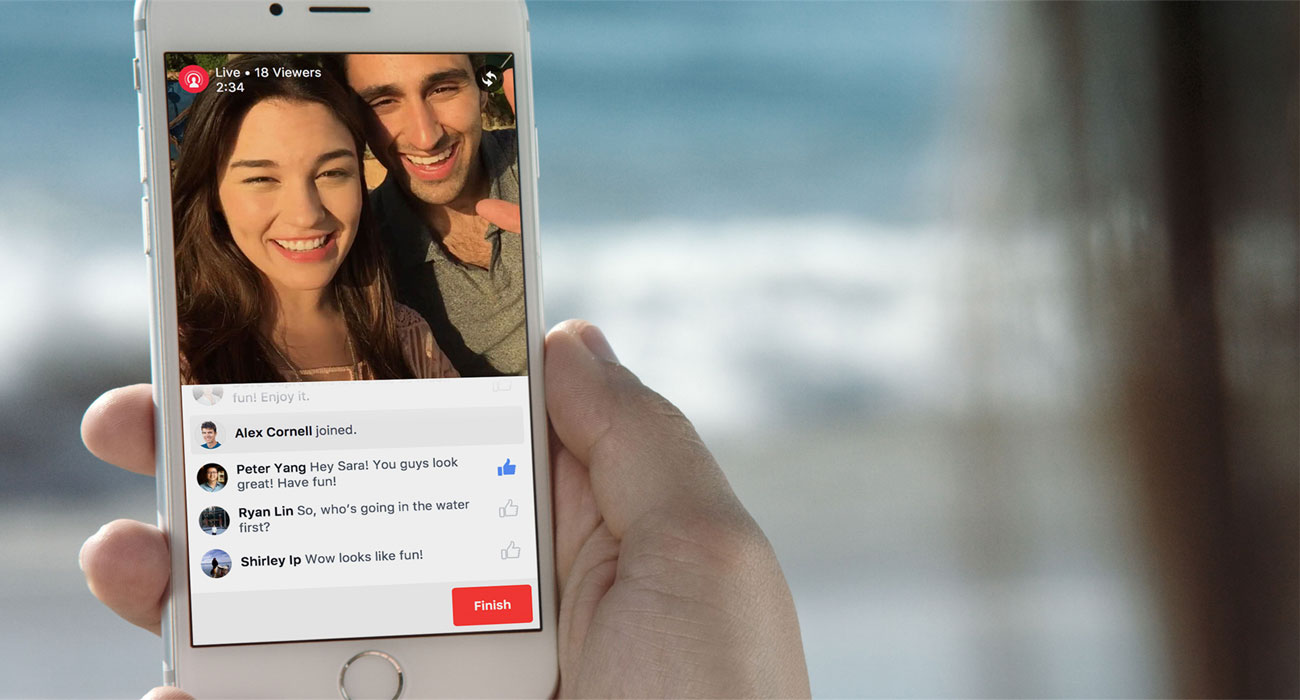 Live • 18 Viewers
2:34
fun! Enjoy it.
Alex Cornell joined.
Peter Yang Hey Sara! You guys look
great! Have fun!
Ryan Lin So, who's going in the water
first?
Shirley Ip Wow looks like fun!
Finish